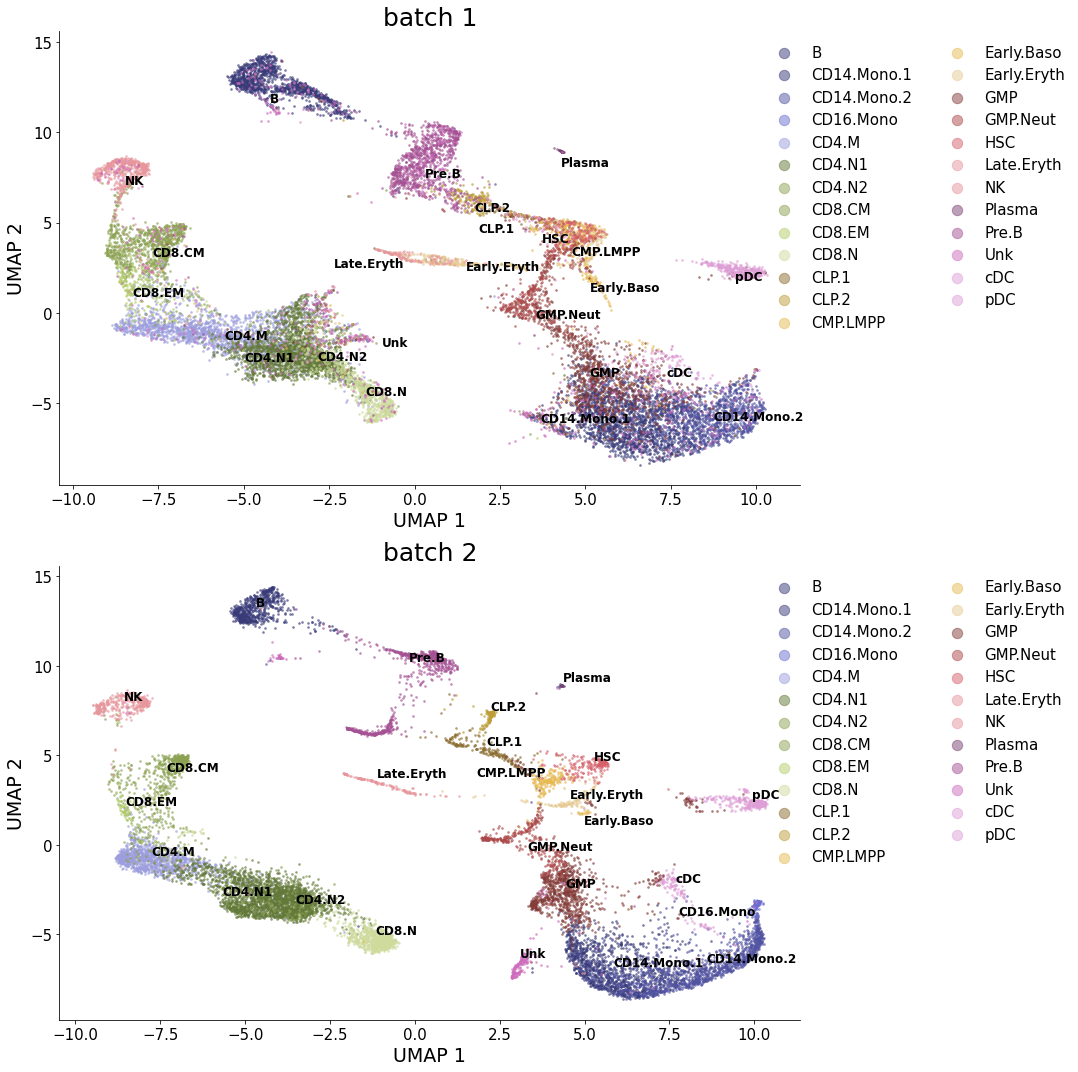 batch 1
15
10
5
0
−5
−10.0 −7.5 −5.0 −2.5 0.0 2.5 5.0 7.5 10.0
UMAP 1
UMAP 2
B
Plasma
Pre.B
NK
CLP.2
CLP.1
HSC
CMP.LMPP
CD8.CM
Late.Eryth
Early.Eryth
pDC
CD8.EM
Early.Baso
GMP.Neut
CD4.M
Unk
CD4.N1
CD4.N2
GMP
cDC
CD8.N
CD14.Mono.1
CD14.Mono.2
B
CD14.Mono.1
CD14.Mono.2
CD16.Mono
CD4.M
CD4.N1
CD4.N2
CD8.CM
CD8.EM
CD8.N
CLP.1
CLP.2
CMP.LMPP
Early.Baso
Early.Eryth
GMP
GMP.Neut
HSC
Late.Eryth
NK
Plasma
Pre.B
Unk
cDC
pDC
batch 2
15
10
5
0
−5
−10.0 −7.5 −5.0 −2.5 0.0 2.5 5.0 7.5 10.0
UMAP 1
UMAP 2
B
Pre.B
Plasma
NK
CLP.2
CLP.1
HSC
CD8.CM
Late.Eryth
CMP.LMPP
Early.Eryth
pDC
CD8.EM
Early.Baso
GMP.Neut
CD4.M
GMP
cDC
CD4.N1
CD4.N2
CD16.Mono
CD8.N
Unk
CD14.Mono.1
CD14.Mono.2
B
CD14.Mono.1
CD14.Mono.2
CD16.Mono
CD4.M
CD4.N1
CD4.N2
CD8.CM
CD8.EM
CD8.N
CLP.1
CLP.2
CMP.LMPP
Early.Baso
Early.Eryth
GMP
GMP.Neut
HSC
Late.Eryth
NK
Plasma
Pre.B
Unk
cDC
pDC